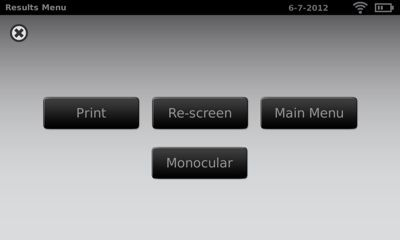 Results Menu 6-7-2012
Print Re-screen Main Menu
Monocular